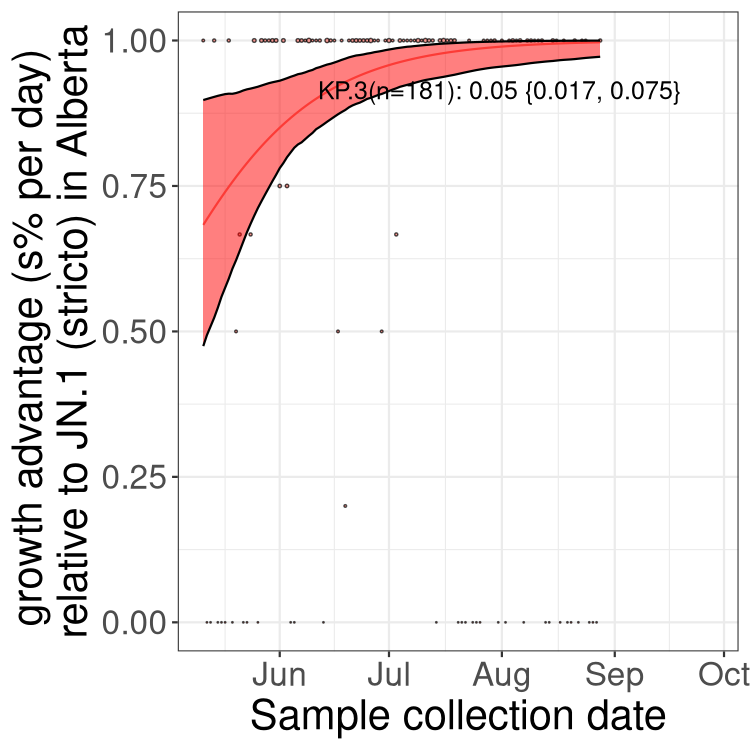 growth advantage (s% per day)
relative to JN.1 (stricto) in Alberta
1.00
0.75
0.50
0.25
0.00
KP.3(n=181): 0.05 {0.017, 0.075}
Jun Jul Aug Sep Oct
Sample collection date